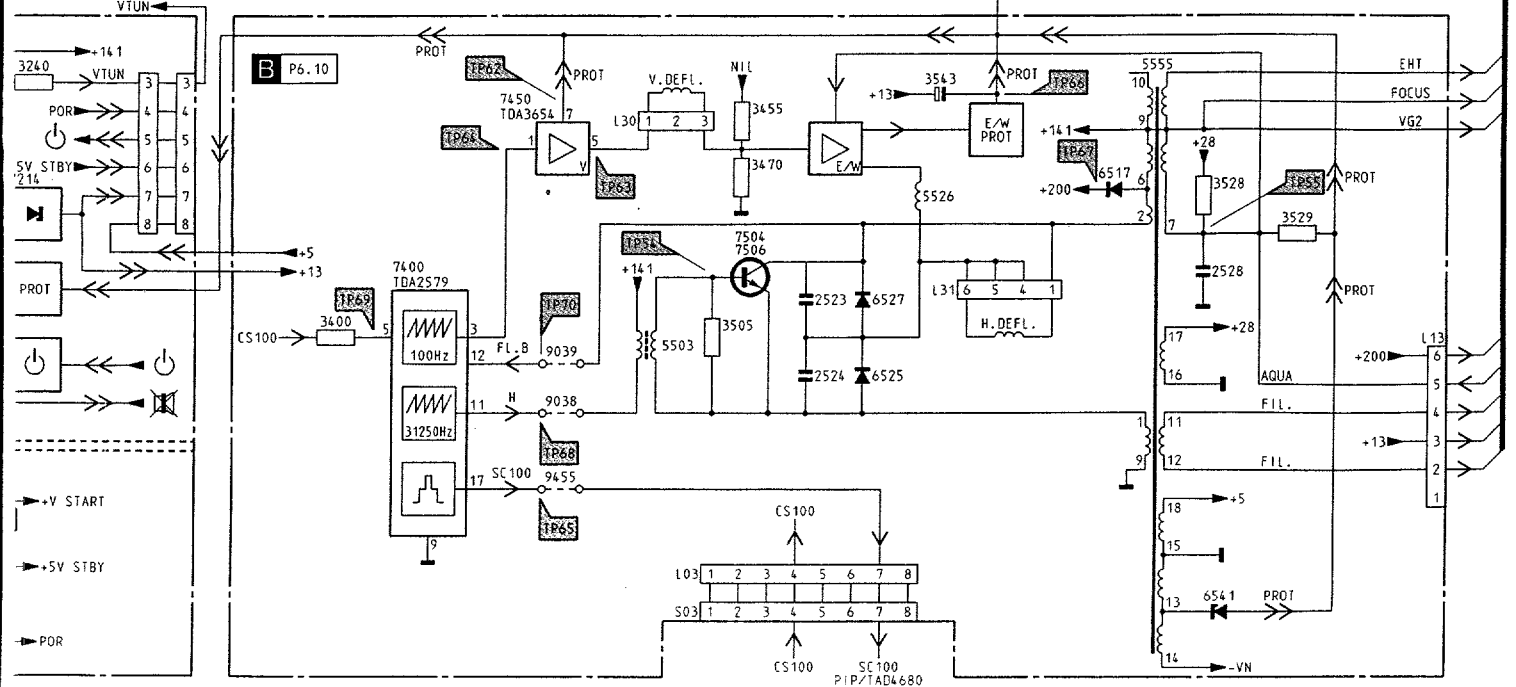 VTUN
+141
3240
VTUN
3 3
POR
4 4
5 5
5V STBY
6 6
7 7
8 8
+5
+13
PROT
+V START
+5V STBY
POR
B P6.10
PROT
TP62
PROT
7450
TDA3654
7
TP64
1
V
5
TP63
V.DEFL.
L30 1 2 3
NIL
3455
3470
+13
3543
PROT
TP66
E/W
E/W
PROT
5526
+141
TP67
6517
+200
5555
10
9
6
2
7
EHT
FOCUS
VG2
+28
3528
TP55
3529
PROT
2528
PROT
7400
TDA2579
TP69
CS100
3400
5
100Hz
3
12
FL.B
TP70
9039
31250Hz
11
H
9038
TP68
17
SC100
9455
TP65
9
TP54
+141
7504
7506
5503
3505
2523
6527
2524
6525
L31 6 5 4 1
H.DEFL.
17
+28
16
AQUA
1
11
FIL.
9
12
FIL.
L13
+200
6
5
4
+13
3
2
1
18
+5
15
13
6541
PROT
14
-VN
CS100
L03 1 2 3 4 5 6 7 8
S03 1 2 3 4 5 6 7 8
CS100
SC100
PIP/TAD4680